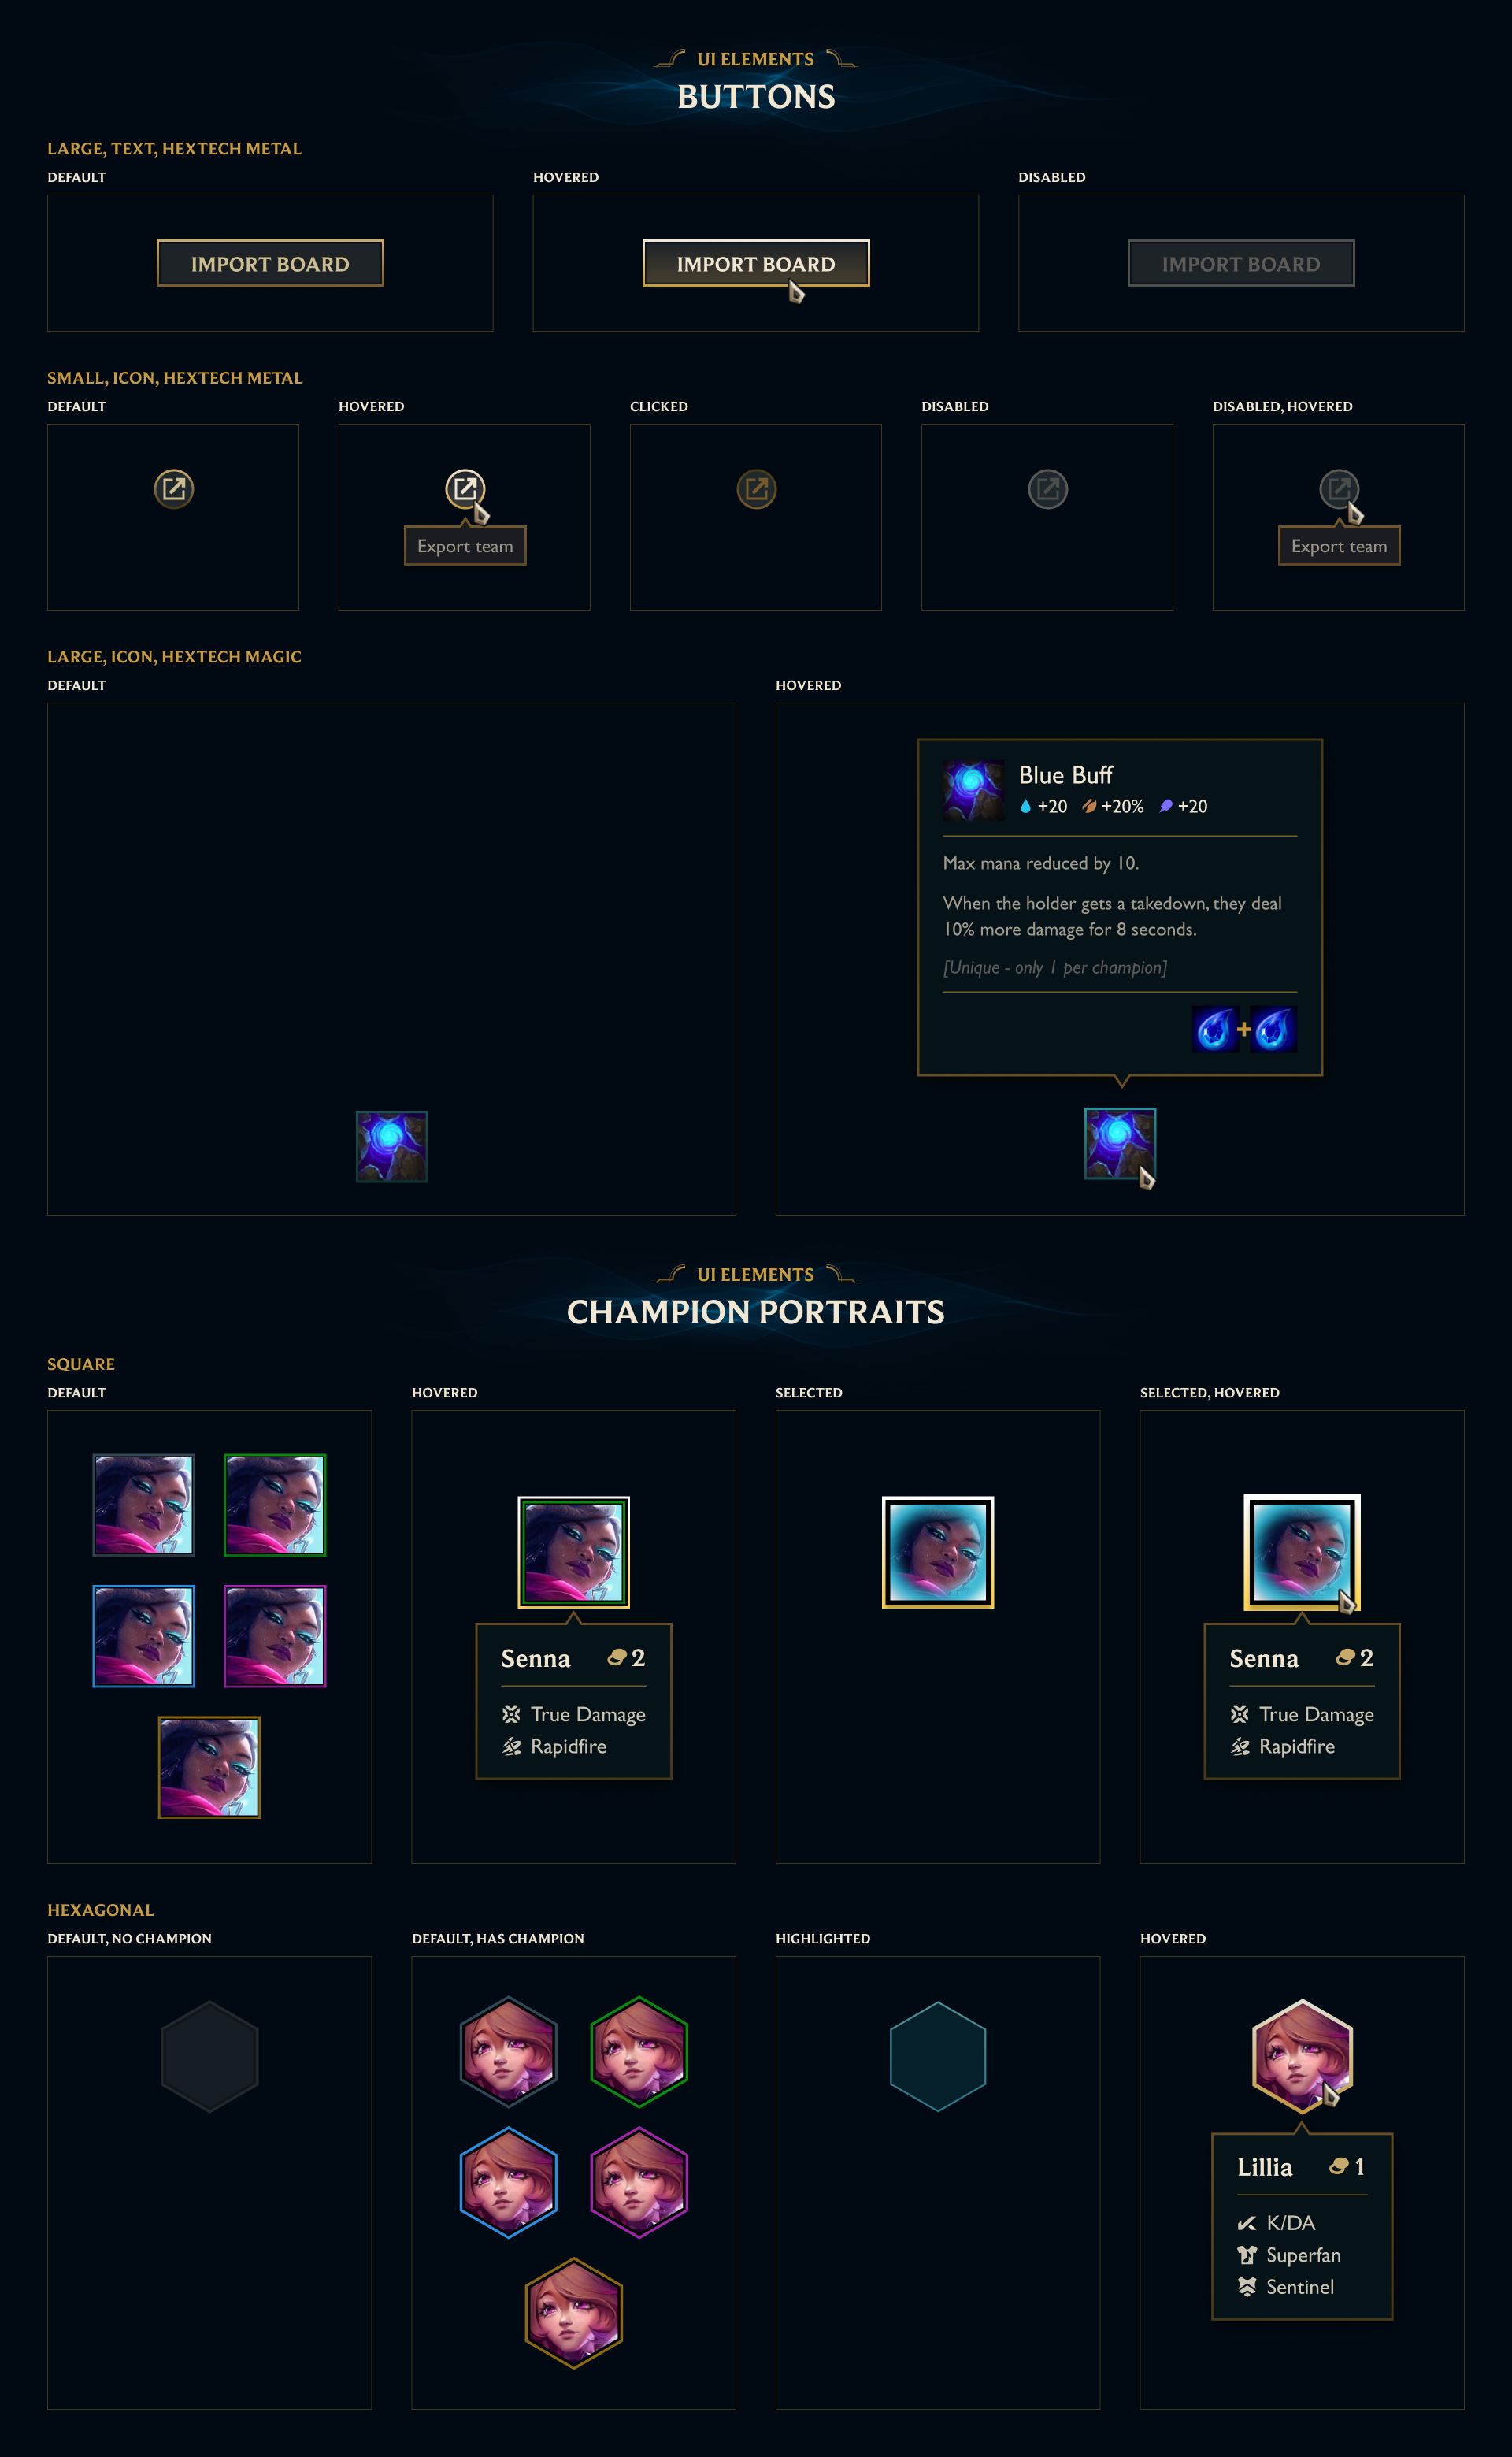 UI ELEMENTS
BUTTONS
LARGE, TEXT, HEXTECH METAL
DEFAULT
HOVERED
DISABLED
IMPORT BOARD
IMPORT BOARD
IMPORT BOARD
SMALL, ICON, HEXTECH METAL
DEFAULT
HOVERED
CLICKED
DISABLED
DISABLED, HOVERED
Export team
Export team
LARGE, ICON, HEXTECH MAGIC
DEFAULT
HOVERED
Blue Buff
+20 +20% +20
Max mana reduced by 10.
When the holder gets a takedown, they deal
10% more damage for 8 seconds.
[Unique - only 1 per champion]
+
UI ELEMENTS
CHAMPION PORTRAITS
SQUARE
DEFAULT
HOVERED
SELECTED
SELECTED, HOVERED
Senna 2
True Damage
Rapidfire
Senna 2
True Damage
Rapidfire
HEXAGONAL
DEFAULT, NO CHAMPION
DEFAULT, HAS CHAMPION
HIGHLIGHTED
HOVERED
Lillia 1
K/DA
Superfan
Sentinel